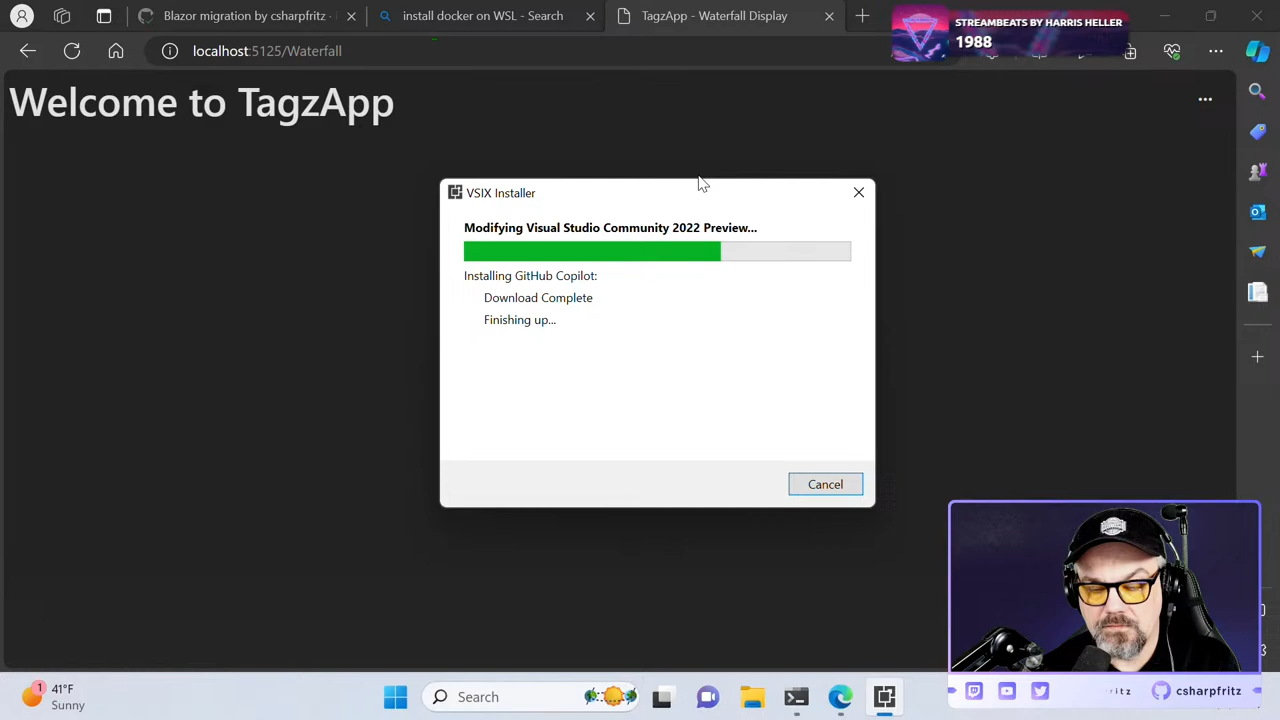 Blazor migration by csharpfritz ·
install docker on WSL - Search
TagzApp - Waterfall Display
STREAMBEATS BY HARRIS HELLER
1988
localhost:5125/Waterfall
Welcome to TagzApp
VSIX Installer
Modifying Visual Studio Community 2022 Preview...
Installing GitHub Copilot:
Download Complete
Finishing up...
Cancel
1
41°F
Sunny
Search
ritz
csharpfritz